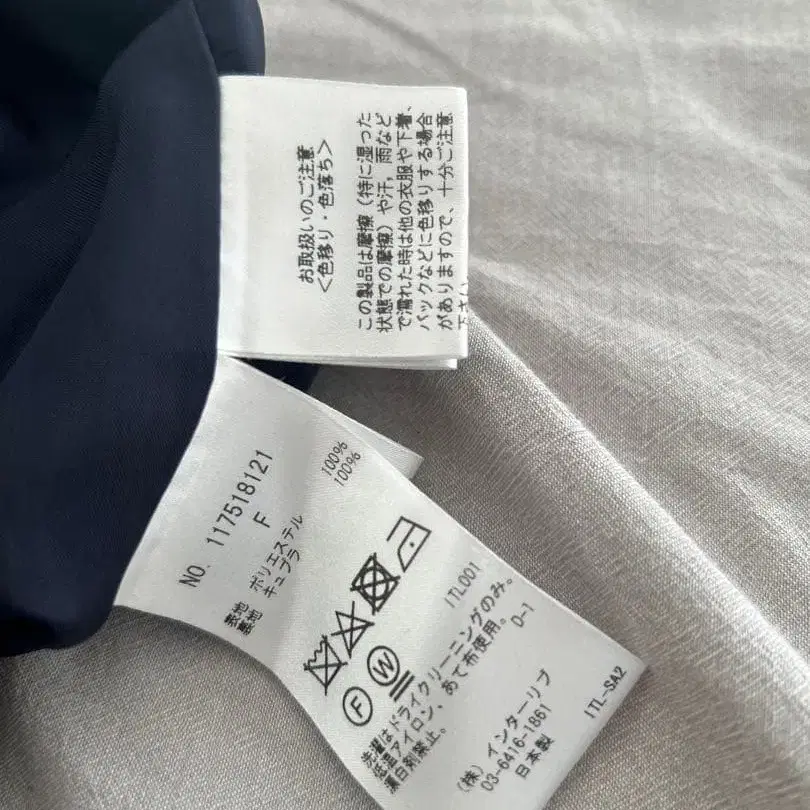 お取扱いのご注意
<色移り・色落ち>
この製品は摩擦（特に湿った
状態での摩擦）や汗，雨など
で濡れた時は他の衣服や下着、
バックなどに色移りする場合
がありますので、十分ご注意
下さい
NO. 1175181​21
F
表地 ポリエステル 100%
裏地 キュプラ 100%
F W
ITL001
洗濯はドライクリーニングのみ。
低温アイロン、あて布使用。
漂白剤禁止。 0-1
(株)インターリブ
03-6416-1861
日本製
ITL-SA2